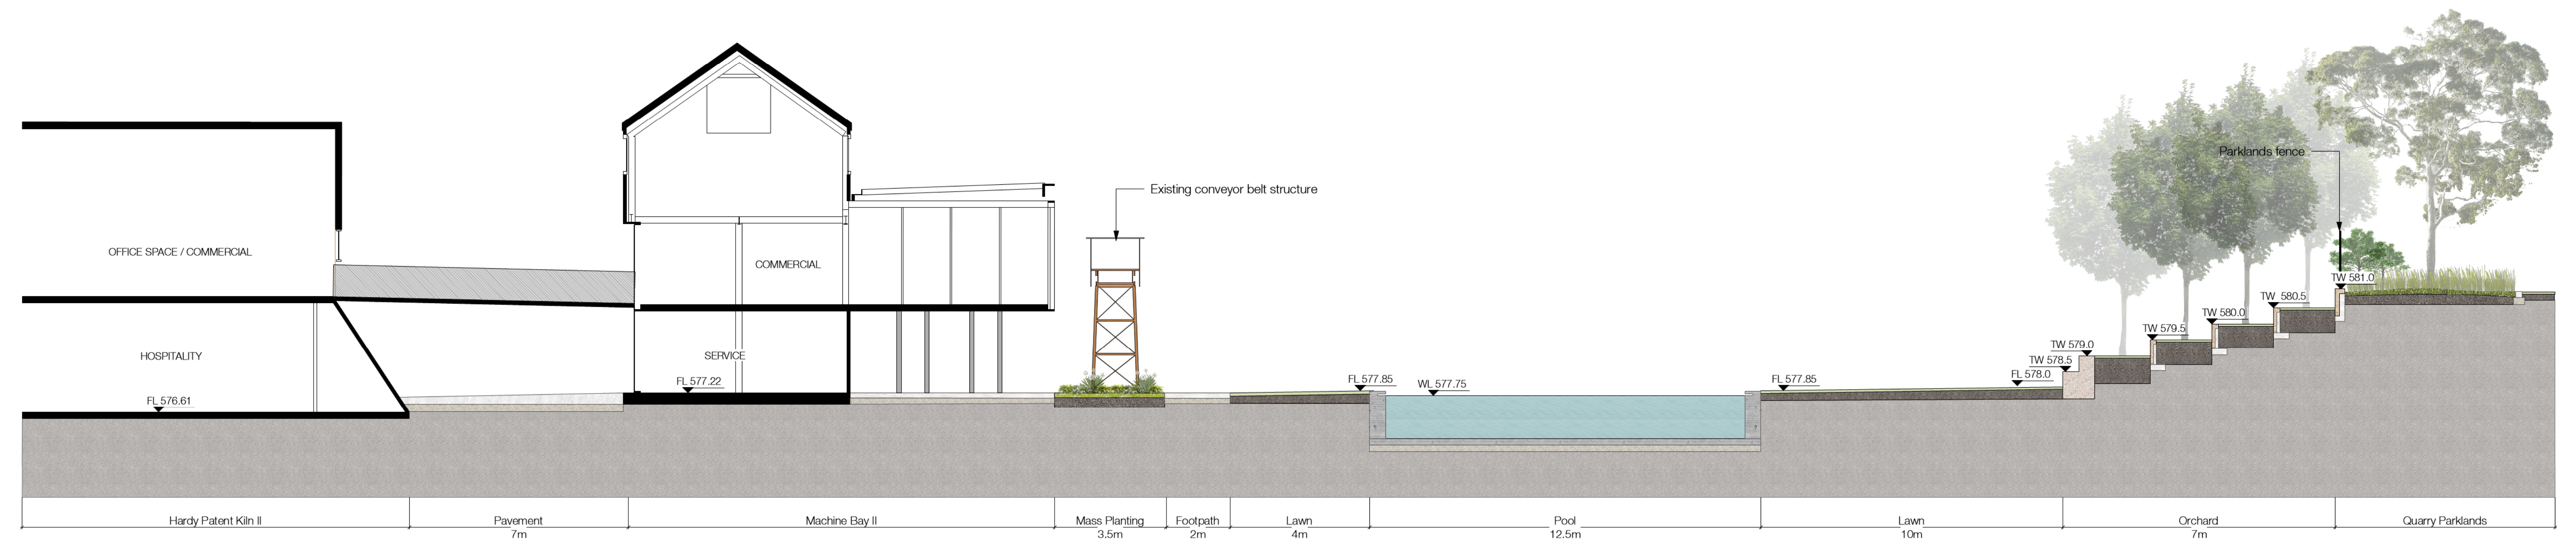 Parklands fence
Existing conveyor belt structure
OFFICE SPACE / COMMERCIAL
COMMERCIAL
TW 581.0
TW 580.5
TW 580.0
TW 579.5
TW 579.0
TW 578.5
HOSPITALITY
SERVICE
FL 578.0
FL 577.22
FL 577.85
WL 577.75
FL 577.85
FL 576.61
Hardy Patent Kiln II
Pavement
7m
Machine Bay II
Mass Planting
3.5m
Footpath
2m
Lawn
4m
Pool
12.5m
Lawn
10m
Orchard
7m
Quarry Parklands